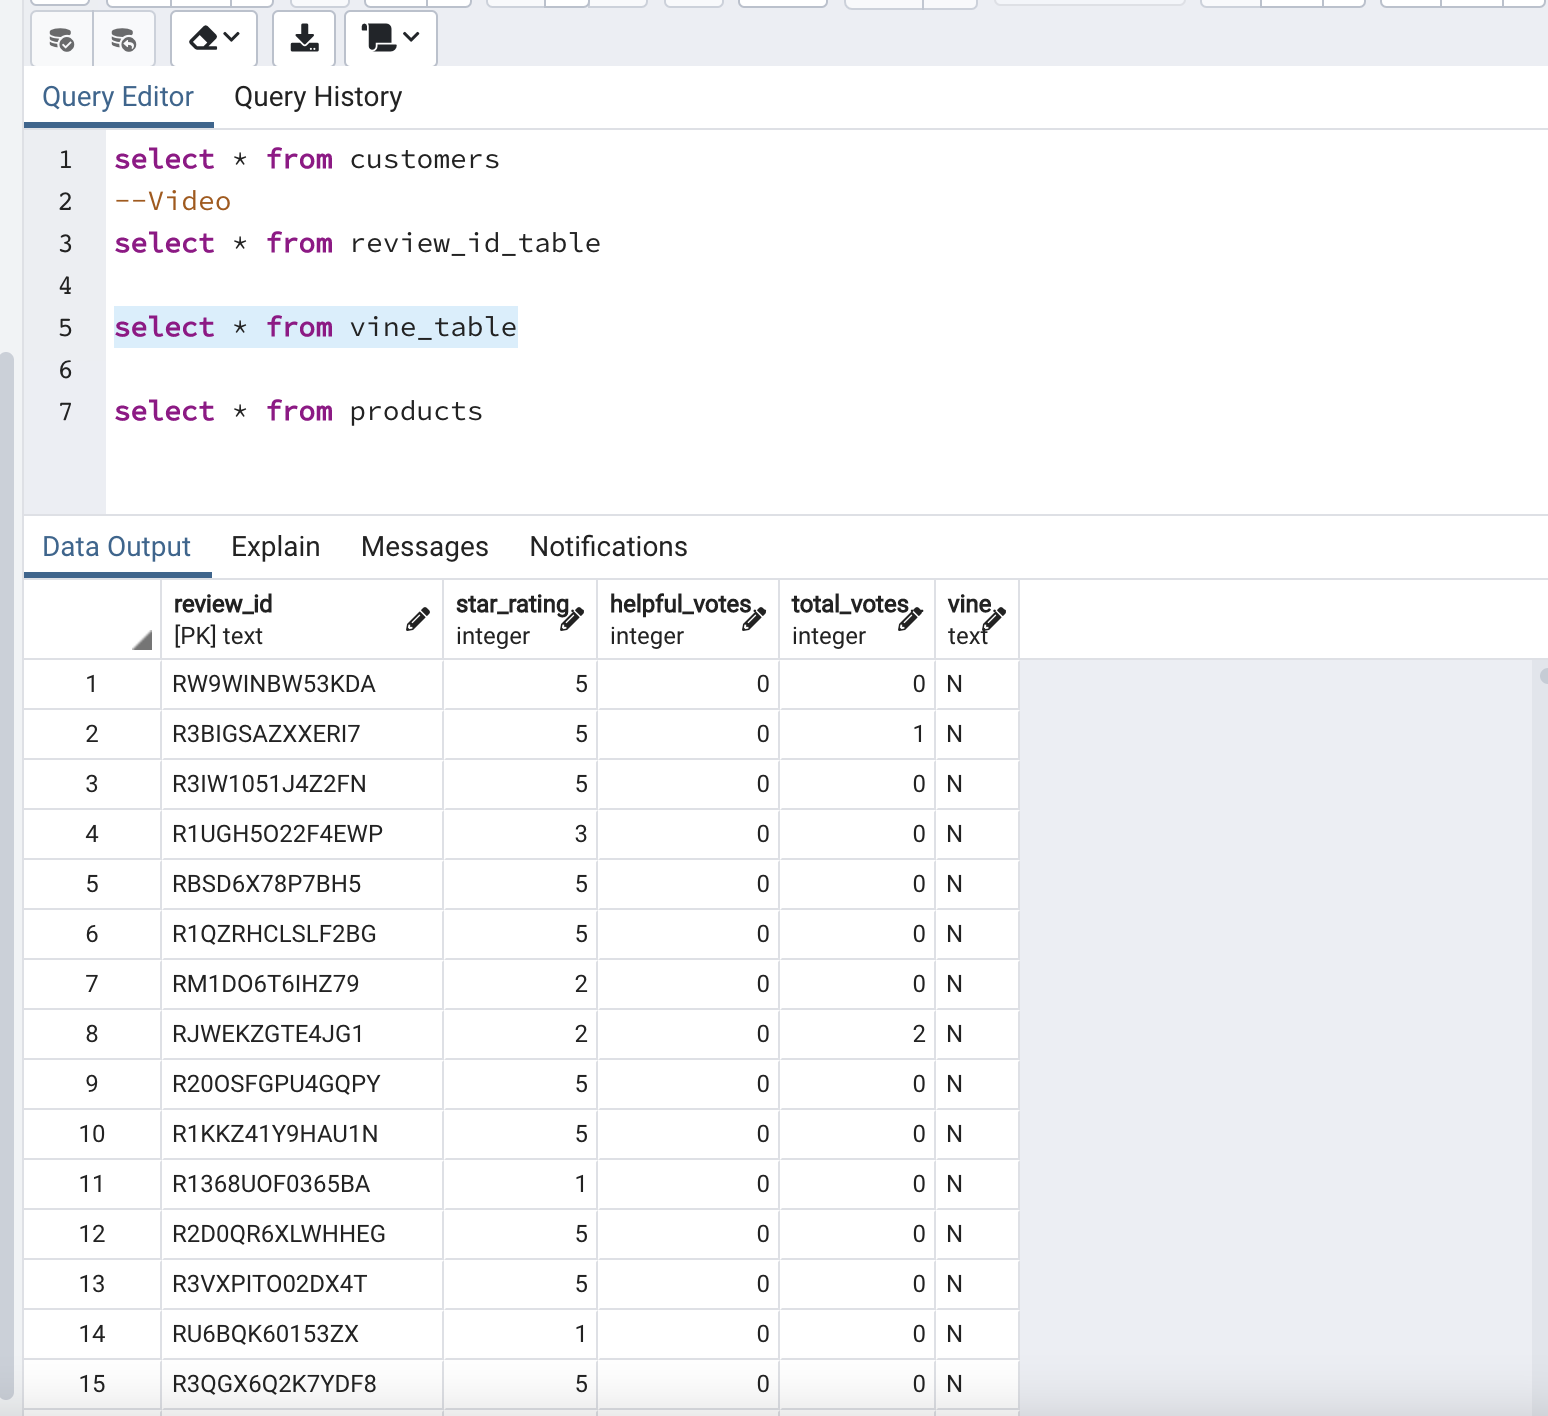 Query Editor Query History
1 select * from customers
2 --Video
3 select * from review_id_table
4
5 select * from vine_table
6
7 select * from products
Data Output Explain Messages Notifications
review_id star_rating helpful_votes total_votes vine
[PK] text integer integer integer text
1 RW9WINBW53KDA 5 0 0 N
2 R3BIGSAZXXERI7 5 0 1 N
3 R3IW1051J4Z2FN 5 0 0 N
4 R1UGH5O22F4EWP 3 0 0 N
5 RBSD6X78P7BH5 5 0 0 N
6 R1QZRHCLSLF2BG 5 0 0 N
7 RM1DO6T6IHZ79 2 0 0 N
8 RJWEKZGTE4JG1 2 0 2 N
9 R20OSFGPU4GQPY 5 0 0 N
10 R1KKZ41Y9HAU1N 5 0 0 N
11 R1368UOF0365BA 1 0 0 N
12 R2D0QR6XLWHHEG 5 0 0 N
13 R3VXPITO02DX4T 5 0 0 N
14 RU6BQK60153ZX 1 0 0 N
15 R3QGX6Q2K7YDF8 5 0 0 N